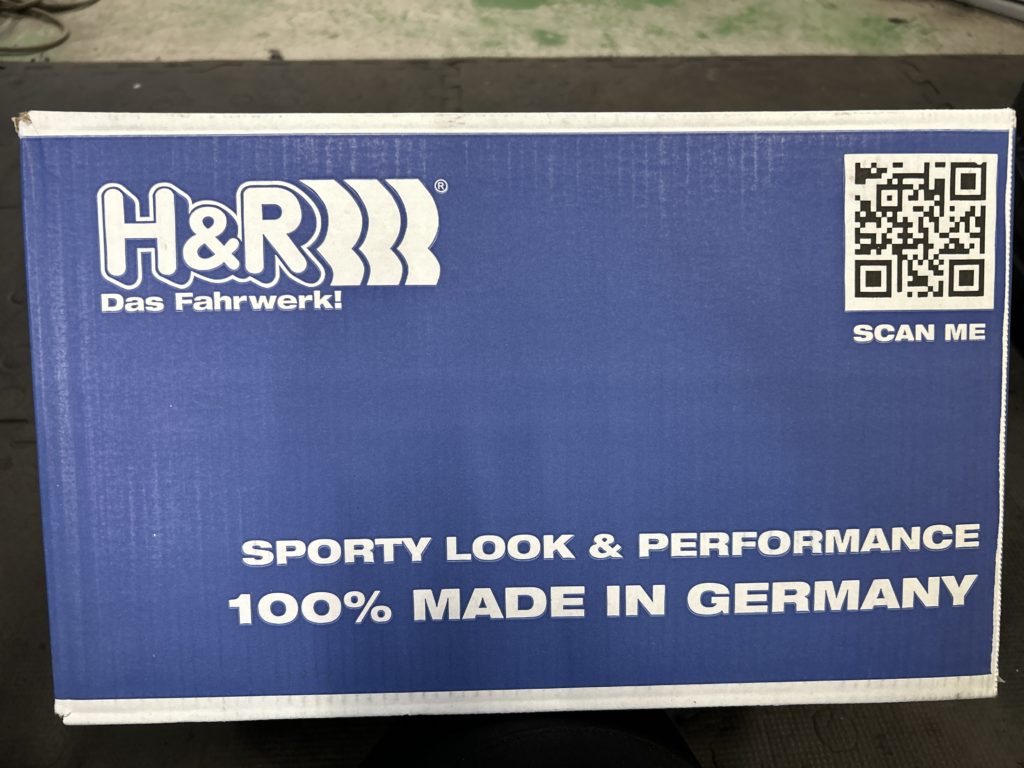 H&R®
Das Fahrwerk!
SCAN ME
SPORTY LOOK & PERFORMANCE
100% MADE IN GERMANY